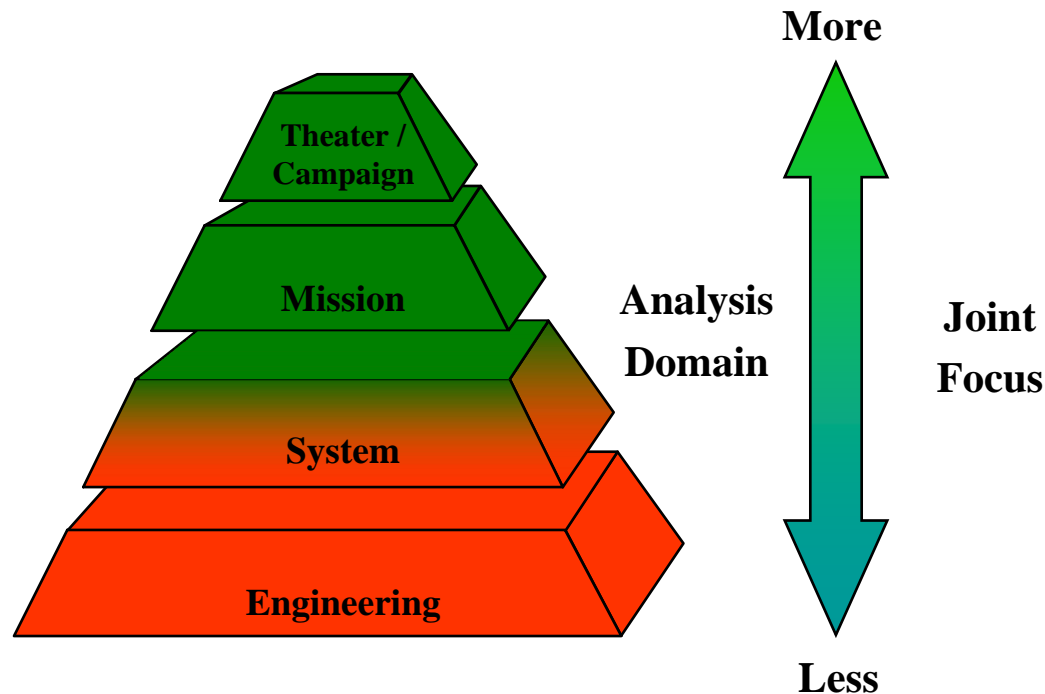 More
Theater /
Campaign
Mission
Analysis
Domain
Joint
Focus
System
Engineering
Less